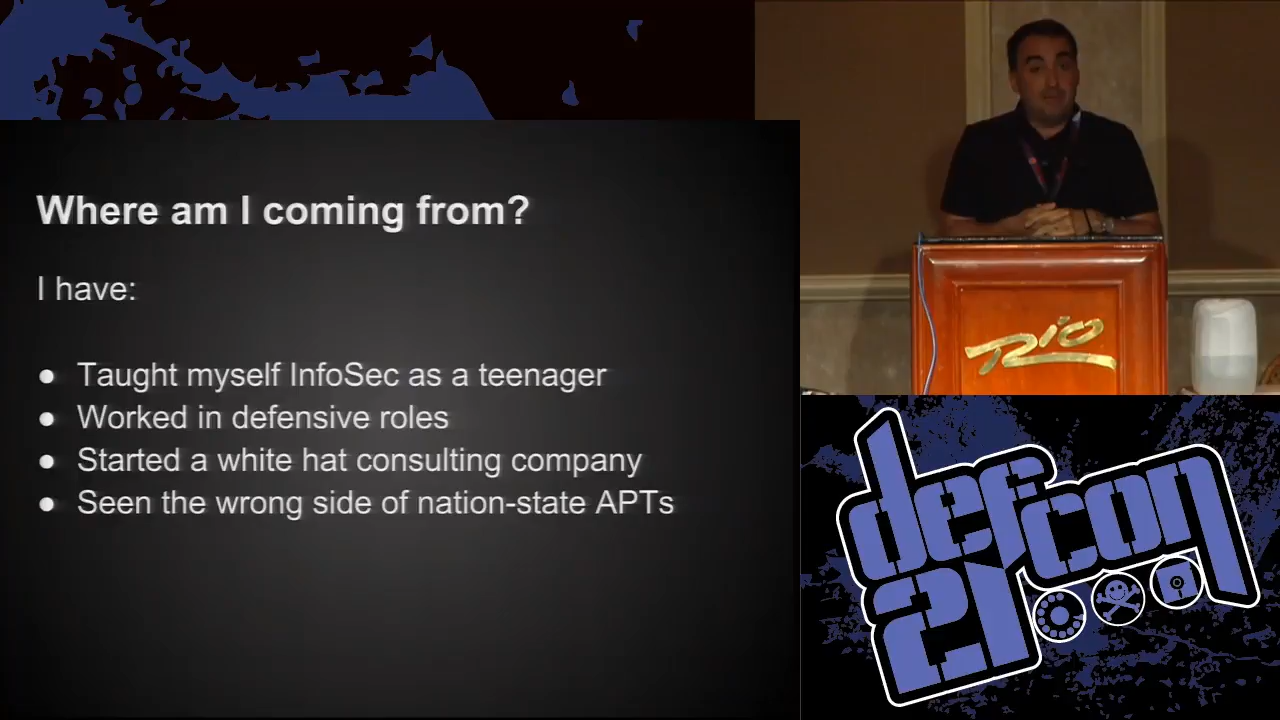 Where am I coming from?
I have:
● Taught myself InfoSec as a teenager
● Worked in defensive roles
● Started a white hat consulting company
● Seen the wrong side of nation-state APTs
Rio
defcon
21